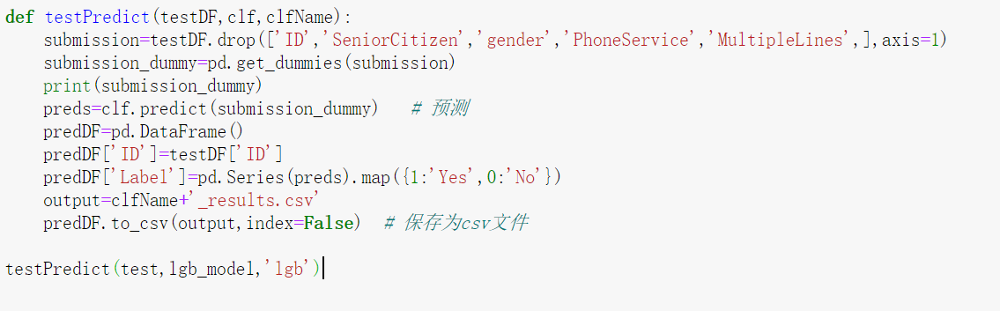 def testPredict(testDF,clf,clfName):
    submission=testDF.drop(['ID','SeniorCitizen','gender','PhoneService','MultipleLines',],axis=1)
    submission_dummy=pd.get_dummies(submission)
    print(submission_dummy)
    preds=clf.predict(submission_dummy)   # 预测
    predDF=pd.DataFrame()
    predDF['ID']=testDF['ID']
    predDF['Label']=pd.Series(preds).map({1:'Yes',0:'No'})
    output=clfName+'_results.csv'
    predDF.to_csv(output,index=False)  # 保存为csv文件

testPredict(test,lgb_model,'lgb')